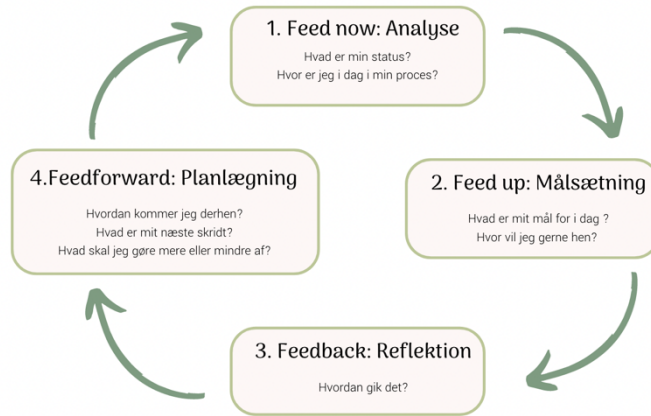 1. Feed now: Analyse
Hvad er min status?
Hvor er jeg i dag i min proces?
2. Feed up: Målsætning
Hvad er mit mål for i dag ?
Hvor vil jeg gerne hen?
3. Feedback: Reflektion
Hvordan gik det?
4.Feedforward: Planlægning
Hvordan kommer jeg derhen?
Hvad er mit næste skridt?
Hvad skal jeg gøre mere eller mindre af?